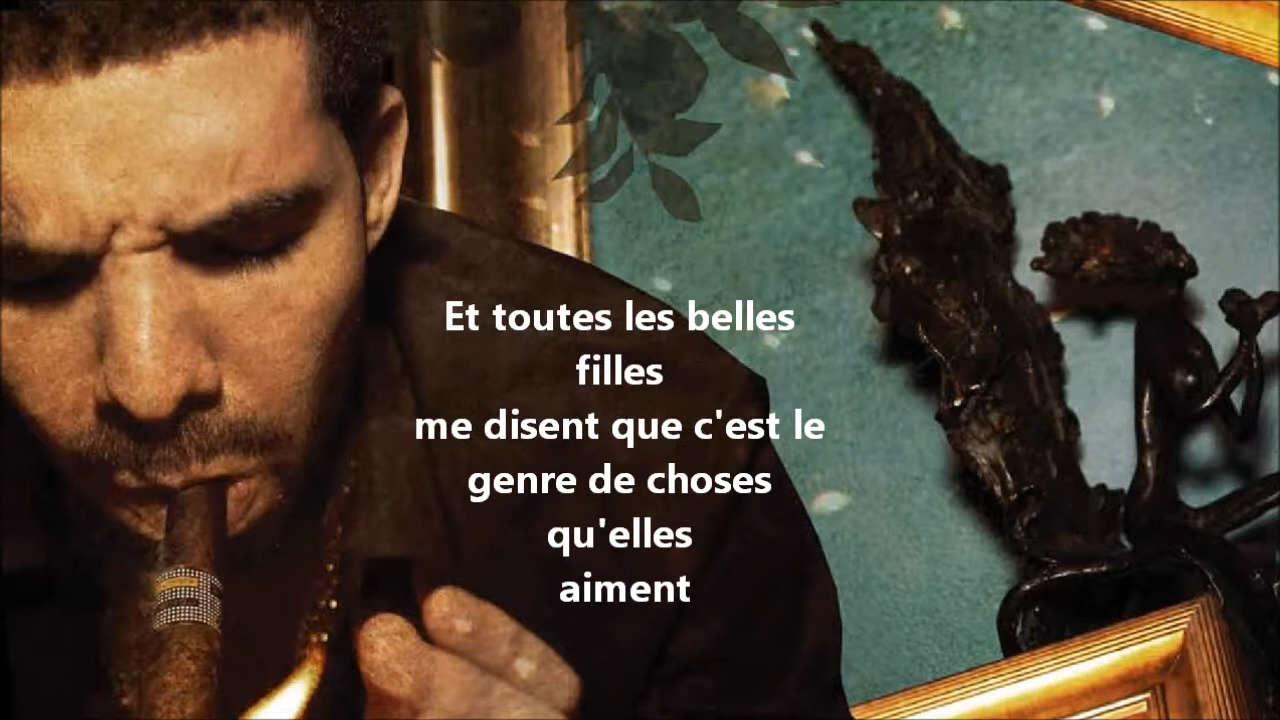 Et toutes les belles
filles
me disent que c'est le
genre de choses
qu'elles
aiment